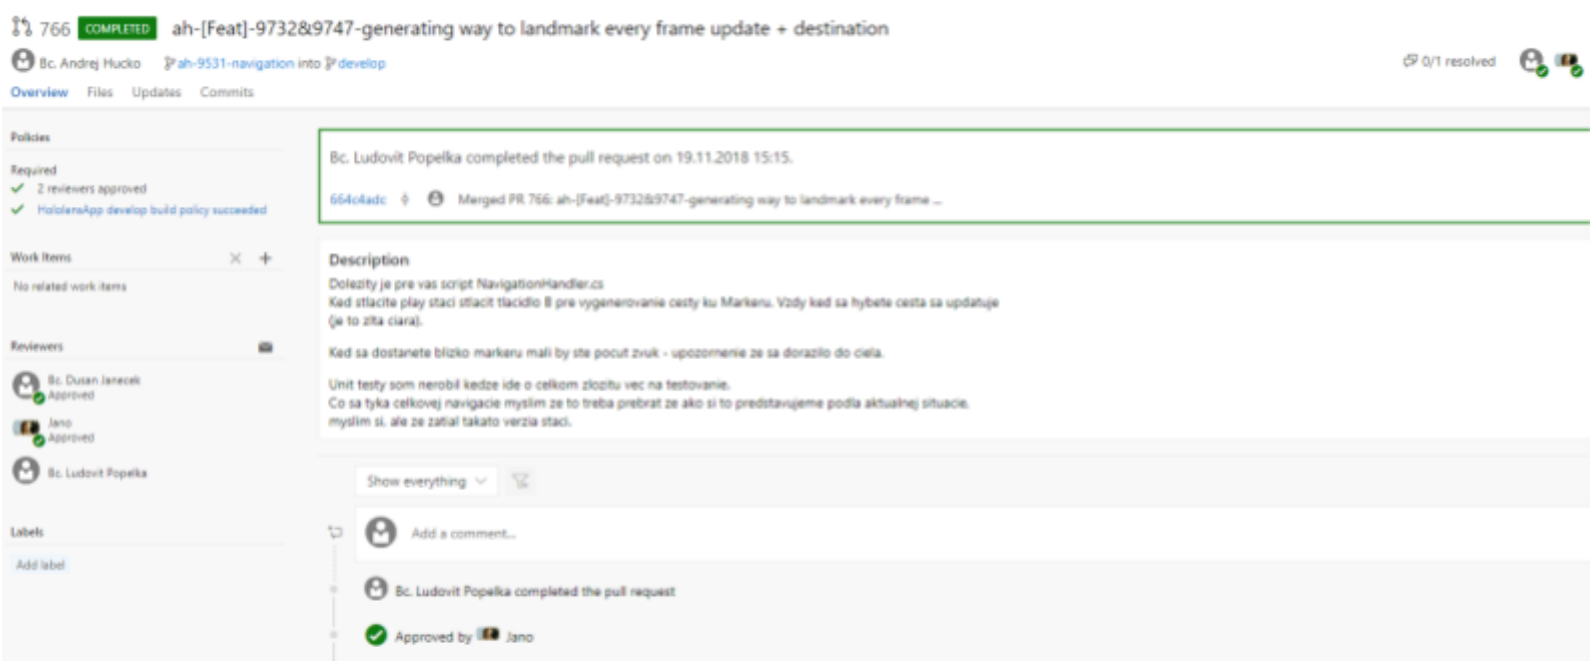 766 COMPLETED ah-[Feat]-9732&9747-generating way to landmark every frame update + destination
Bc. Andrej Hucko ah-9531-navigation into develop
0/1 resolved
Overview Files Updates Commits
Policies
Required
2 reviewers approved
HololensApp develop build policy succeeded
Work Items
No related work items
Reviewers
Bc. Dusan Janecek
Approved
Jano
Approved
Bc. Ludovit Popelka
Labels
Add label
Bc. Ludovit Popelka completed the pull request on 19.11.2018 15:15.
664c4adc Merged PR 766: ah-[Feat]-9732&9747-generating way to landmark every frame ...
Description
Dolezity je pre vas script NavigationHandler.cs
Ked stlacite play staci stlacit tlacidlo B pre vygenerovanie cesty ku Markeru. Vzdy ked sa hybete cesta sa updatuje
(je to zlta ciara).
Ked sa dostanete blizko markeru mali by ste pocut zvuk - upozornenie ze sa dorazilo do ciela.
Unit testy som nerobil kedze ide o celkom zlozitu vec na testovanie.
Co sa tyka celkovej navigacie myslim ze to treba prebrat ze ako si to predstavujeme podla aktualnej situacie,
myslim si, ale ze zatial takato verzia staci.
Show everything
Add a comment...
Bc. Ludovit Popelka completed the pull request
Approved by Jano